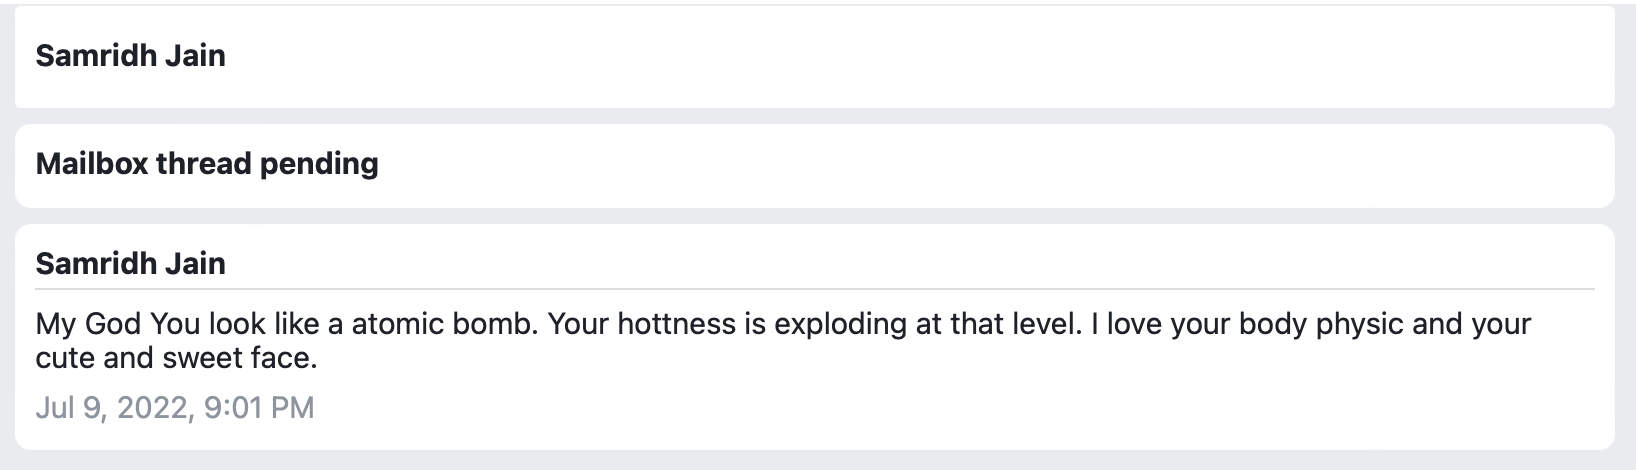 Samridh Jain
Mailbox thread pending
Samridh Jain
My God You look like a atomic bomb. Your hottness is exploding at that level. I love your body physic and your
cute and sweet face.
Jul 9, 2022, 9:01 PM